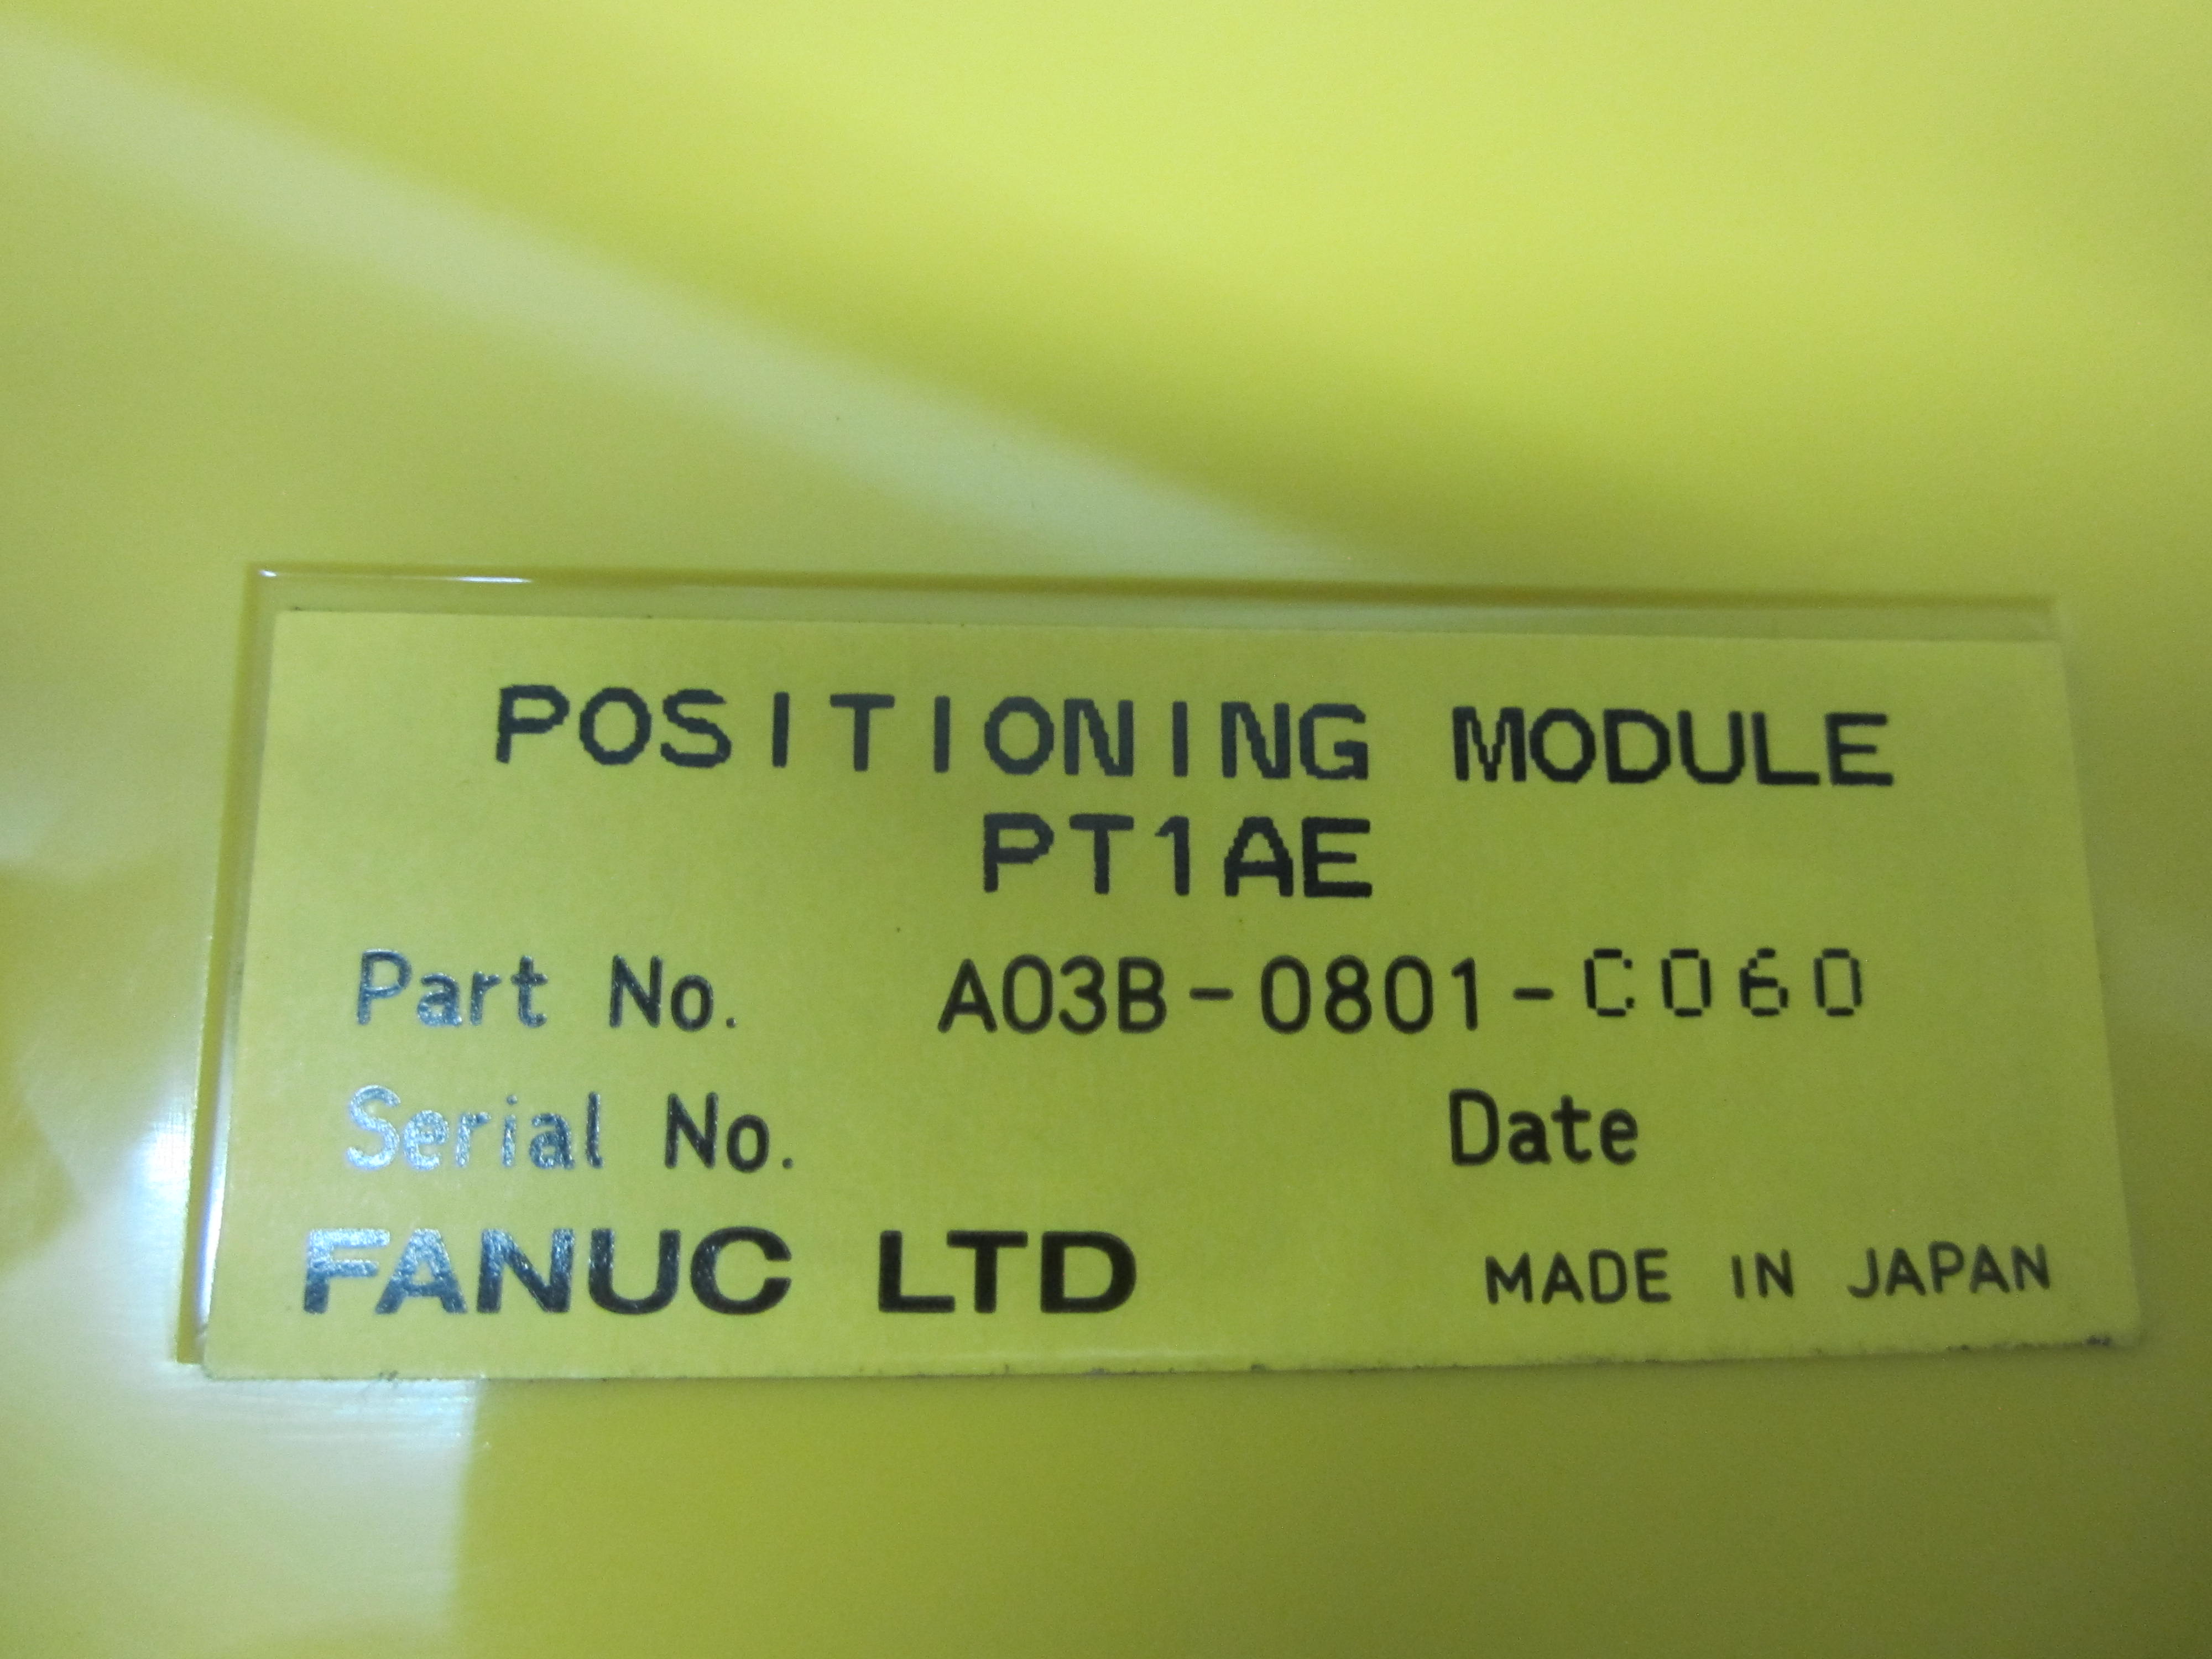 POSITIONING MODULE
PT1AE
Part No. A03B-0801-C060
Serial No. Date
FANUC LTD MADE IN JAPAN